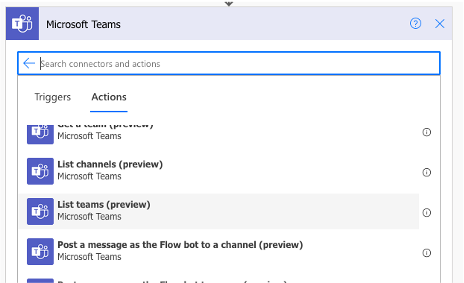 Microsoft Teams
Search connectors and actions
Triggers
Actions
Get a team (preview)
Microsoft Teams
List channels (preview)
Microsoft Teams
List teams (preview)
Microsoft Teams
Post a message as the Flow bot to a channel (preview)
Microsoft Teams